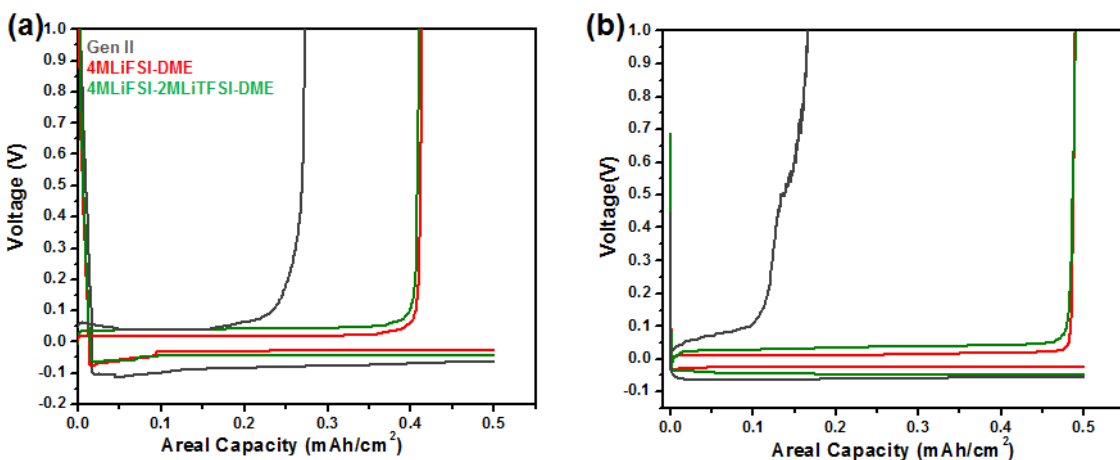 (a)
Gen II
4MLiFSI-DME
4MLiFSI-2MLiTFSI-DME
Voltage (V)
1.0
0.9
0.8
0.7
0.6
0.5
0.4
0.3
0.2
0.1
0.0
-0.1
-0.2
0.0 0.1 0.2 0.3 0.4 0.5
Areal Capacity (mAh/cm²)
(b)
Voltage(V)
1.0
0.9
0.8
0.7
0.6
0.5
0.4
0.3
0.2
0.1
0.0
-0.1
0.0 0.1 0.2 0.3 0.4 0.5
Areal Capacity (mAh/cm²)